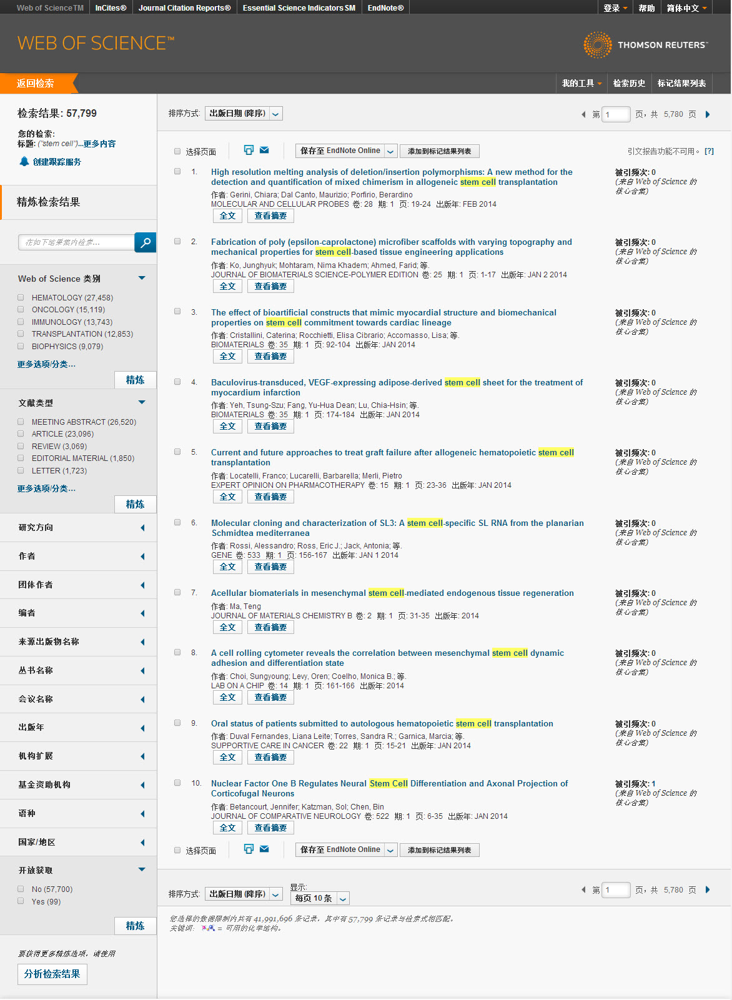 Web of Science™ InCites® Journal Citation Reports® Essential Science Indicators SM EndNote® 登录 帮助 简体中文
WEB OF SCIENCE™ THOMSON REUTERS™
返回检索 我的工具 检索历史 标记结果列表
检索结果: 57,799
您的检索:
标题: ("stem cell")...更多内容
创建跟踪服务
精炼检索结果
在如下结果集内检索...
Web of Science 类别
HEMATOLOGY (27,458)
ONCOLOGY (15,119)
IMMUNOLOGY (13,743)
TRANSPLANTATION (12,853)
BIOPHYSICS (9,079)
更多选项/分类...
精炼
文献类型
MEETING ABSTRACT (26,520)
ARTICLE (23,096)
REVIEW (3,069)
EDITORIAL MATERIAL (1,850)
LETTER (1,723)
更多选项/分类...
精炼
研究方向
作者
团体作者
编者
来源出版物名称
丛书名称
会议名称
出版年
机构扩展
基金资助机构
语种
国家/地区
开放获取
No (57,700)
Yes (99)
精炼
要获得更多精炼选项，请使用
分析检索结果
排序方式: 出版日期 (降序) 第 1 页，共 5,780 页
选择页面 保存至 EndNote Online 添加到标记结果列表 引文报告功能不可用。 [?]
1. High resolution melting analysis of deletion/insertion polymorphisms: A new method for the
detection and quantification of mixed chimerism in allogeneic stem cell transplantation
作者: Gerini, Chiara; Dal Canto, Maurizio; Porfirio, Berardino
MOLECULAR AND CELLULAR PROBES 卷: 28 期: 1 页: 19-24 出版年: FEB 2014
全文 查看摘要
被引频次: 0
(来自 Web of Science 的
核心合集)
2. Fabrication of poly (epsilon-caprolactone) microfiber scaffolds with varying topography and
mechanical properties for stem cell-based tissue engineering applications
作者: Ko, Junghyuk; Mohtaram, Nima Khadem; Ahmed, Farid; 等.
JOURNAL OF BIOMATERIALS SCIENCE-POLYMER EDITION 卷: 25 期: 1 页: 1-17 出版年: JAN 2 2014
全文 查看摘要
被引频次: 0
(来自 Web of Science 的
核心合集)
3. The effect of bioartificial constructs that mimic myocardial structure and biomechanical
properties on stem cell commitment towards cardiac lineage
作者: Cristallini, Caterina; Rocchietti, Elisa Cibrario; Accomasso, Lisa; 等.
BIOMATERIALS 卷: 35 期: 1 页: 92-104 出版年: JAN 2014
全文 查看摘要
被引频次: 0
(来自 Web of Science 的
核心合集)
4. Baculovirus-transduced, VEGF-expressing adipose-derived stem cell sheet for the treatment of
myocardium infarction
作者: Yeh, Tsung-Szu; Fang, Yu-Hua Dean; Lu, Chia-Hsin; 等.
BIOMATERIALS 卷: 35 期: 1 页: 174-184 出版年: JAN 2014
全文 查看摘要
被引频次: 0
(来自 Web of Science 的
核心合集)
5. Current and future approaches to treat graft failure after allogeneic hematopoietic stem cell
transplantation
作者: Locatelli, Franco; Lucarelli, Barbarella; Merli, Pietro
EXPERT OPINION ON PHARMACOTHERAPY 卷: 15 期: 1 页: 23-36 出版年: JAN 2014
全文 查看摘要
被引频次: 0
(来自 Web of Science 的
核心合集)
6. Molecular cloning and characterization of SL3: A stem cell-specific SL RNA from the planarian
Schmidtea mediterranea
作者: Rossi, Alessandro; Ross, Eric J.; Jack, Antonia; 等.
GENE 卷: 533 期: 1 页: 156-167 出版年: JAN 1 2014
全文 查看摘要
被引频次: 0
(来自 Web of Science 的
核心合集)
7. Acellular biomaterials in mesenchymal stem cell-mediated endogenous tissue regeneration
作者: Ma, Teng
JOURNAL OF MATERIALS CHEMISTRY B 卷: 2 期: 1 页: 31-35 出版年: 2014
全文 查看摘要
被引频次: 0
(来自 Web of Science 的
核心合集)
8. A cell rolling cytometer reveals the correlation between mesenchymal stem cell dynamic
adhesion and differentiation state
作者: Choi, Sungyoung; Levy, Oren; Coelho, Monica B.; 等.
LAB ON A CHIP 卷: 14 期: 1 页: 161-166 出版年: 2014
全文 查看摘要
被引频次: 0
(来自 Web of Science 的
核心合集)
9. Oral status of patients submitted to autologous hematopoietic stem cell transplantation
作者: Duval Fernandes, Liana Leite; Torres, Sandra R.; Garnica, Marcia; 等.
SUPPORTIVE CARE IN CANCER 卷: 22 期: 1 页: 15-21 出版年: JAN 2014
全文 查看摘要
被引频次: 0
(来自 Web of Science 的
核心合集)
10. Nuclear Factor One B Regulates Neural Stem Cell Differentiation and Axonal Projection of
Corticofugal Neurons
作者: Betancourt, Jennifer; Katzman, Sol; Chen, Bin
JOURNAL OF COMPARATIVE NEUROLOGY 卷: 522 期: 1 页: 6-35 出版年: JAN 2014
全文 查看摘要
被引频次: 1
(来自 Web of Science 的
核心合集)
选择页面 保存至 EndNote Online 添加到标记结果列表
排序方式: 出版日期 (降序) 显示: 每页 10 条 第 1 页，共 5,780 页
您选择的数据限制内共有 41,991,696 条记录，其中有 57,799 条记录与检索式相匹配。
关键词: = 可用的化学结构。